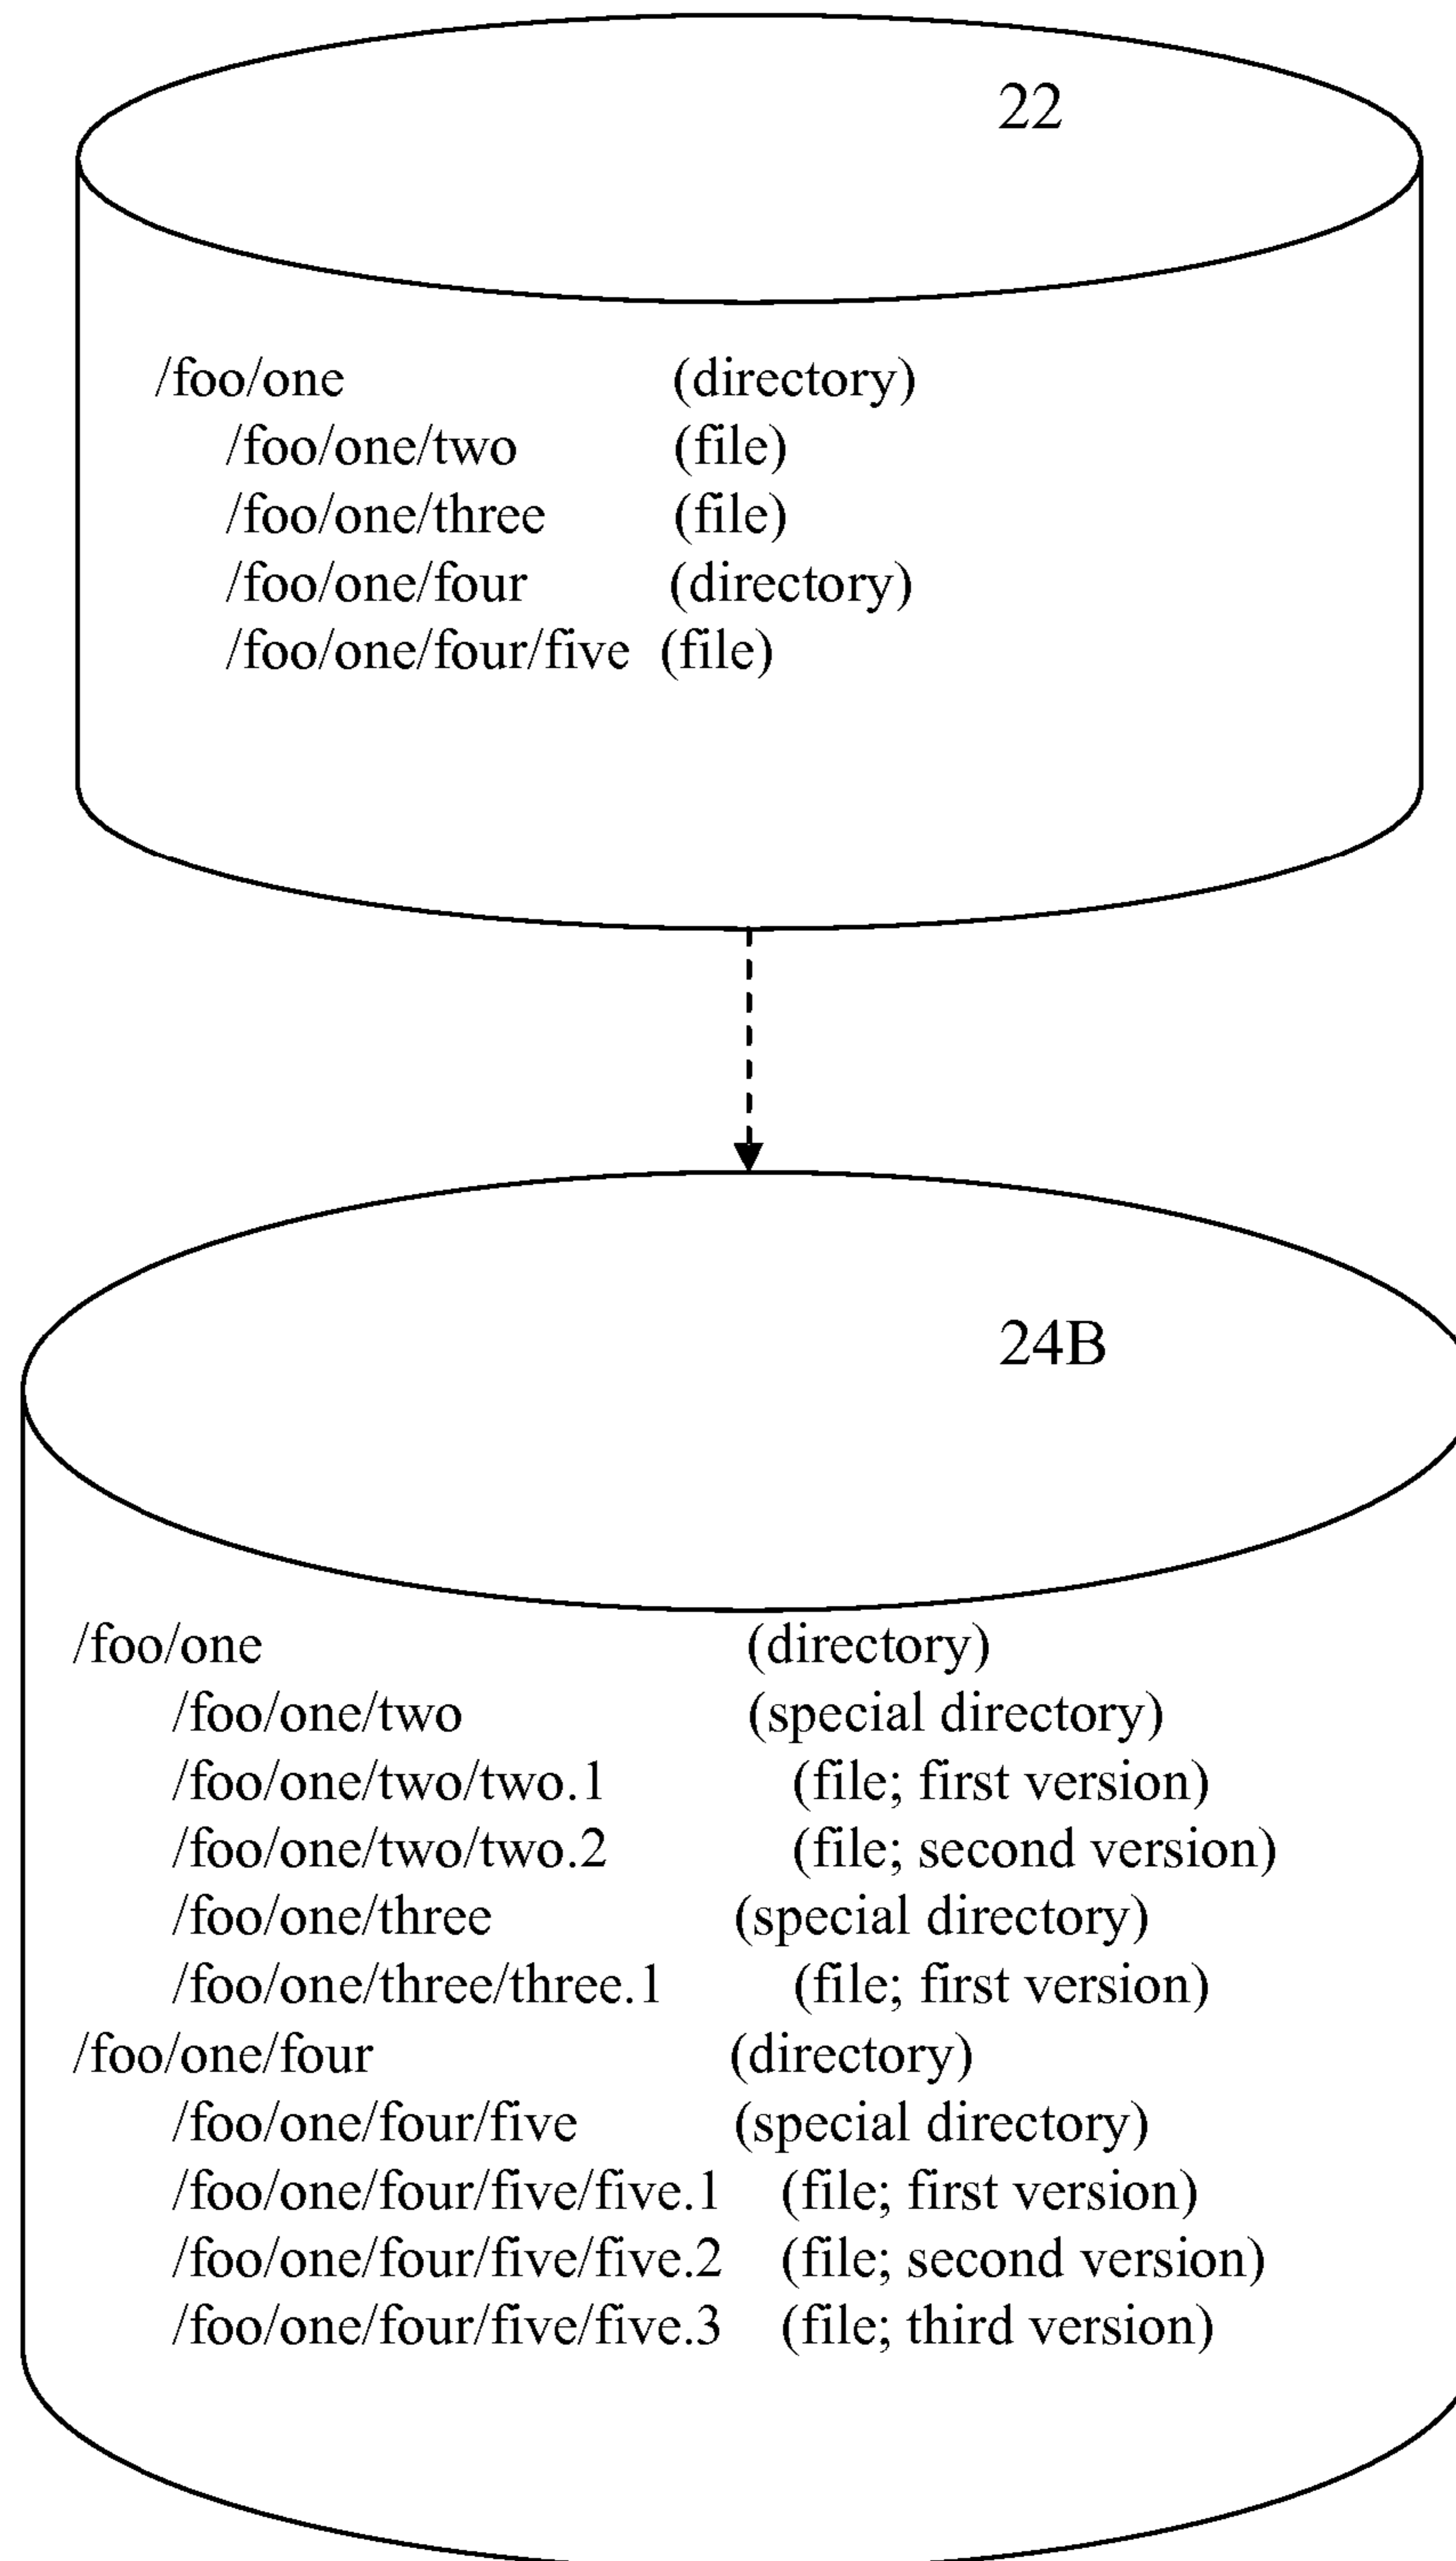 22
/foo/one (directory)
/foo/one/two (file)
/foo/one/three (file)
/foo/one/four (directory)
/foo/one/four/five (file)
24B
/foo/one (directory)
/foo/one/two (special directory)
/foo/one/two/two.1 (file; first version)
/foo/one/two/two.2 (file; second version)
/foo/one/three (special directory)
/foo/one/three/three.1 (file; first version)
/foo/one/four (directory)
/foo/one/four/five (special directory)
/foo/one/four/five/five.1 (file; first version)
/foo/one/four/five/five.2 (file; second version)
/foo/one/four/five/five.3 (file; third version)